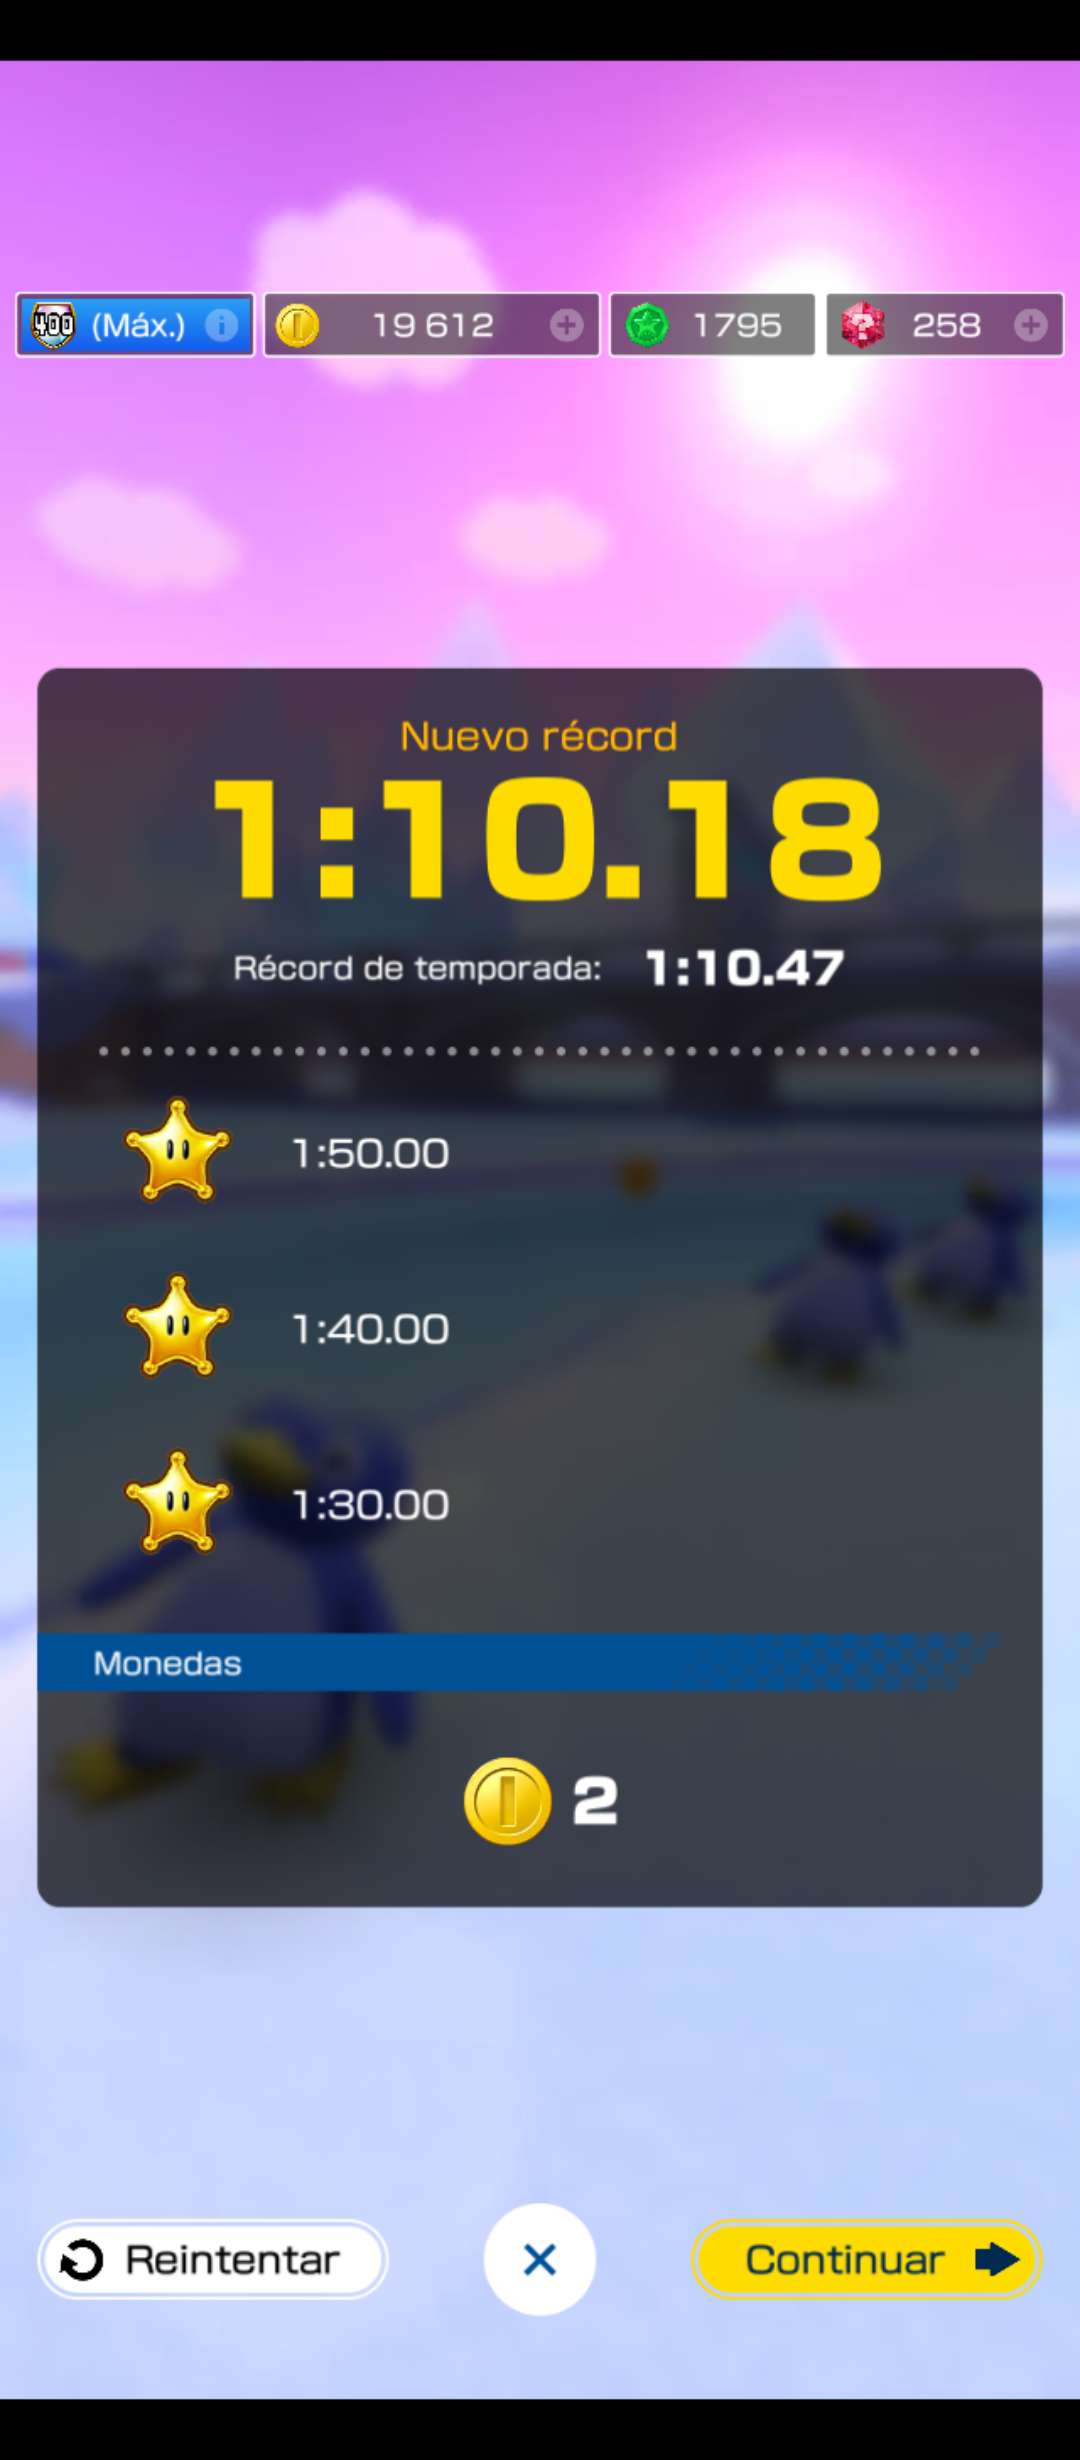 400 (Máx.) i 19 612 + 1795 ? 258 +
Nuevo récord
1:10.18
Récord de temporada: 1:10.47
1:50.00
1:40.00
1:30.00
Monedas
2
Reintentar × Continuar